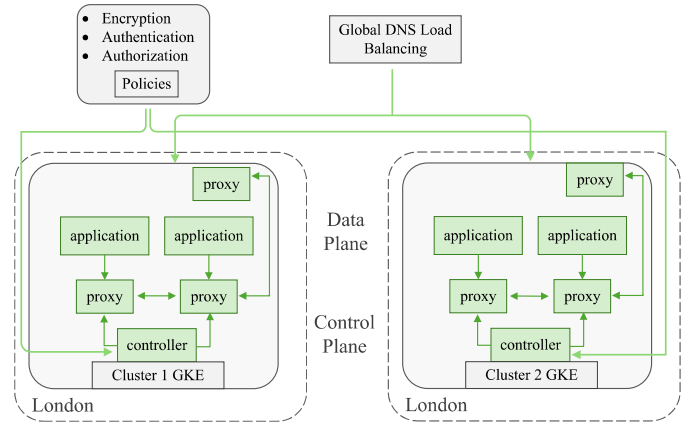 Encryption
Authentication
Authorization
Policies
Global DNS Load
Balancing
proxy
application
application
proxy
proxy
controller
Cluster 1 GKE
London
Data
Plane
Control
Plane
proxy
application
application
proxy
proxy
controller
Cluster 2 GKE
London